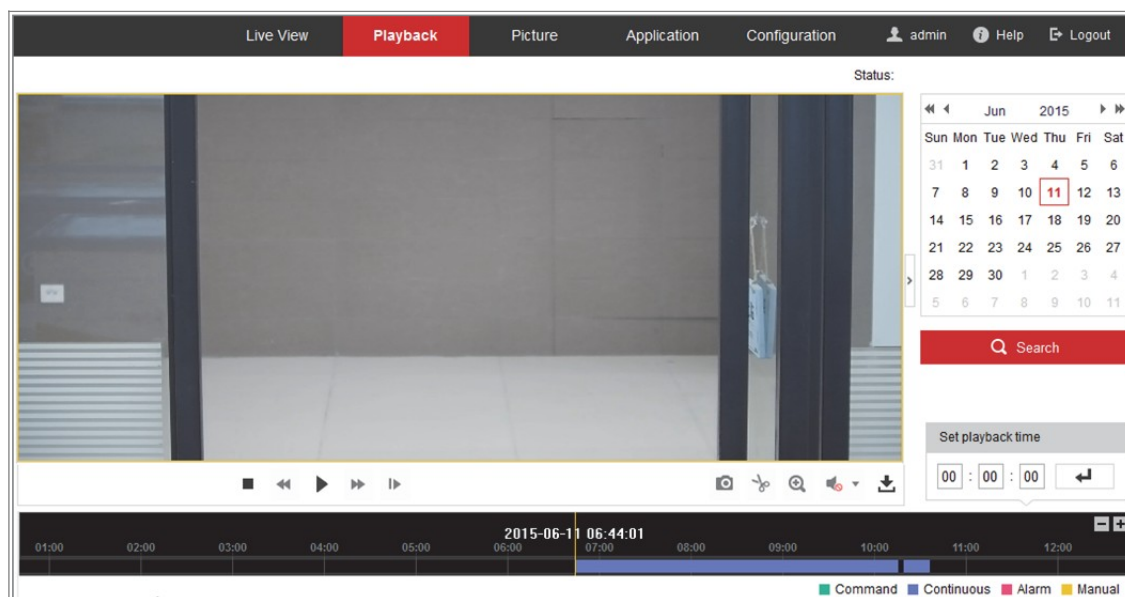 Live View Playback Picture Application Configuration admin Help Logout
Status:
Jun 2015
Sun Mon Tue Wed Thu Fri Sat
31 1 2 3 4 5 6
7 8 9 10 11 12 13
14 15 16 17 18 19 20
21 22 23 24 25 26 27
28 29 30 1 2 3 4
5 6 7 8 9 10 11
Search
Set playback time
00 : 00 : 00
2015-06-11 06:44:01
01:00 02:00 03:00 04:00 05:00 06:00 07:00 08:00 09:00 10:00 11:00 12:00
Command Continuous Alarm Manual